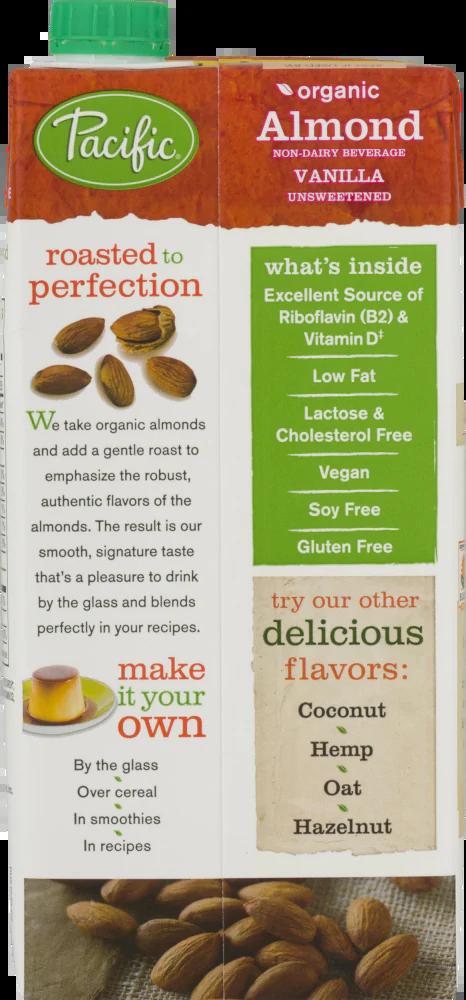 Pacific®
roasted to
perfection
We take organic almonds
and add a gentle roast to
emphasize the robust,
authentic flavors of the
almonds. The result is our
smooth, signature taste
that's a pleasure to drink
by the glass and blends
perfectly in your recipes.
make
it your
own
By the glass
Over cereal
In smoothies
In recipes
organic
Almond
NON-DAIRY BEVERAGE
VANILLA
UNSWEETENED
what's inside
Excellent Source of
Riboflavin (B2) &
Vitamin D‡
Low Fat
Lactose &
Cholesterol Free
Vegan
Soy Free
Gluten Free
try our other
delicious
flavors:
Coconut
Hemp
Oat
Hazelnut